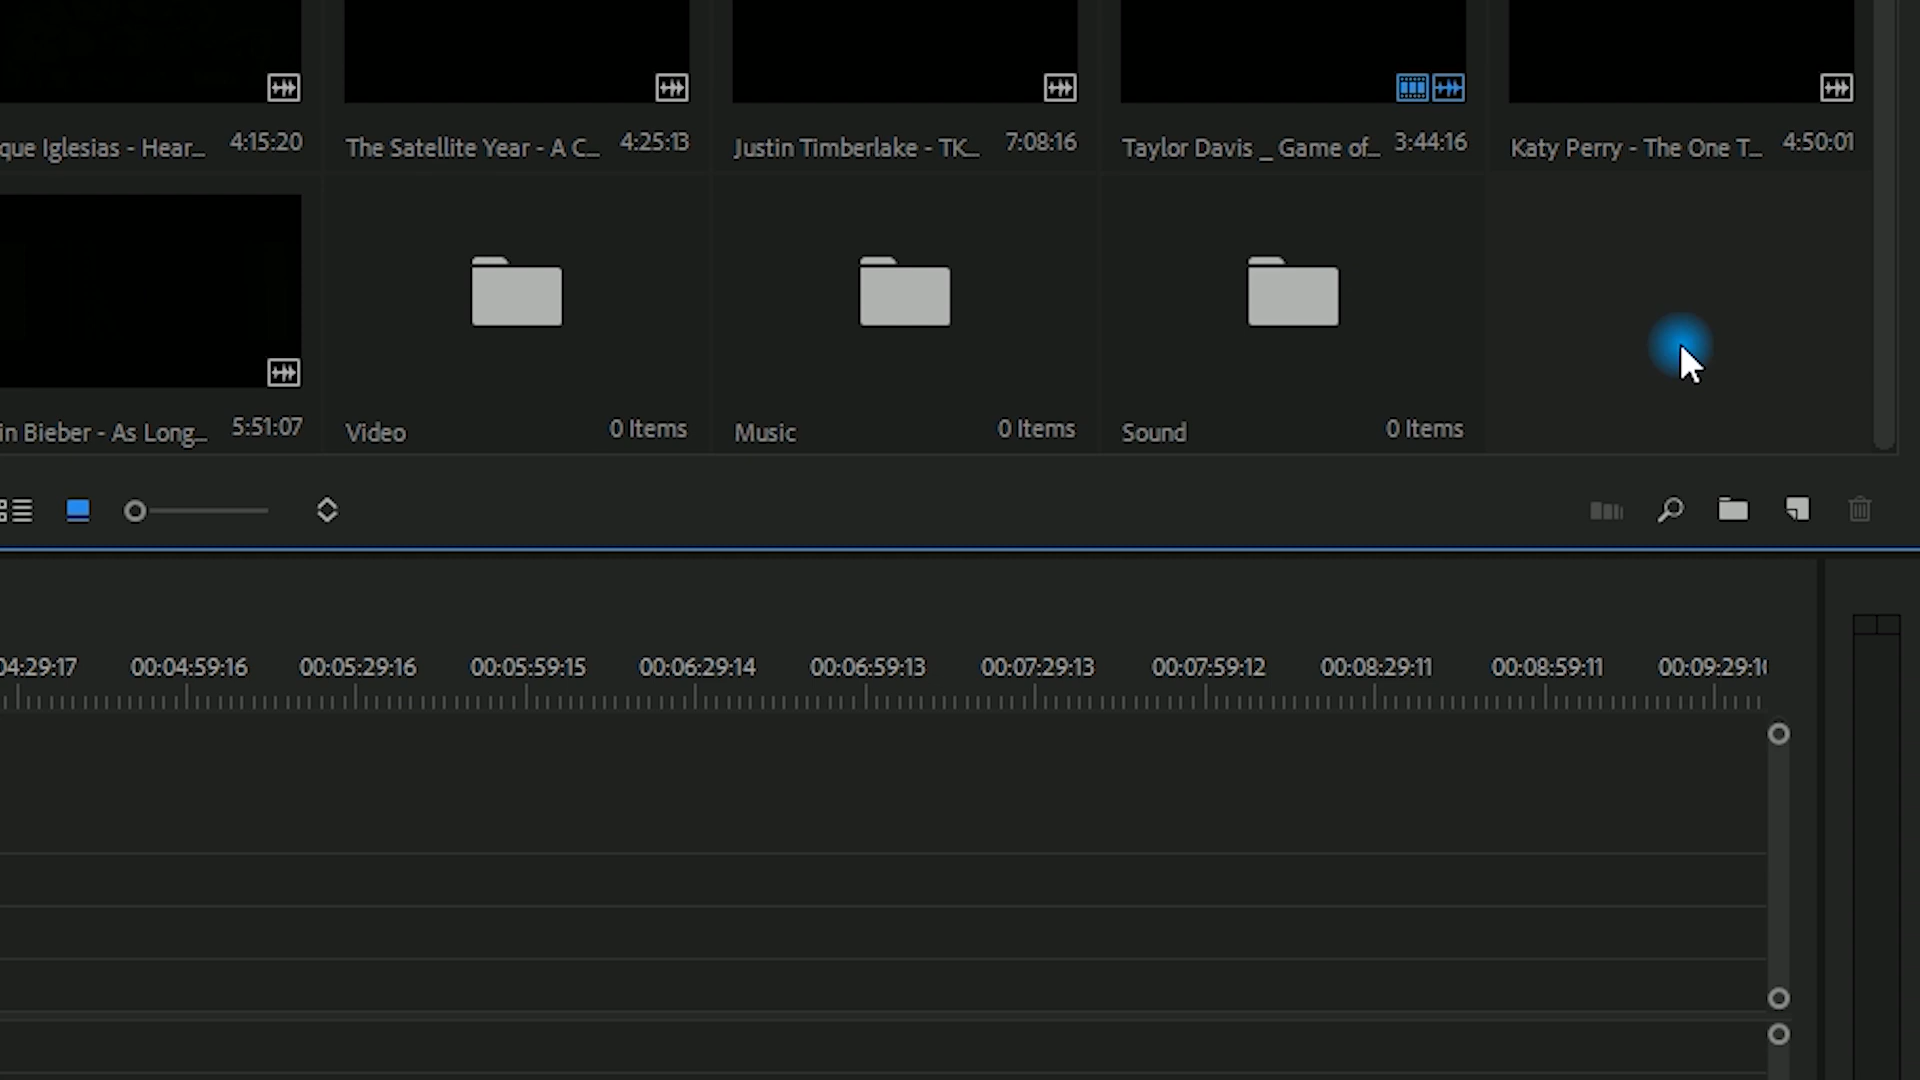 que Iglesias - Hear... 4:15:20 The Satellite Year - A C... 4:25:13 Justin Timberlake - TK... 7:08:16 Taylor Davis _ Game of... 3:44:16 Katy Perry - The One T... 4:50:01
in Bieber - As Long... 5:51:07 Video 0 Items Music 0 Items Sound 0 Items
04:29:17 00:04:59:16 00:05:29:16 00:05:59:15 00:06:29:14 00:06:59:13 00:07:29:13 00:07:59:12 00:08:29:11 00:08:59:11 00:09:29:10